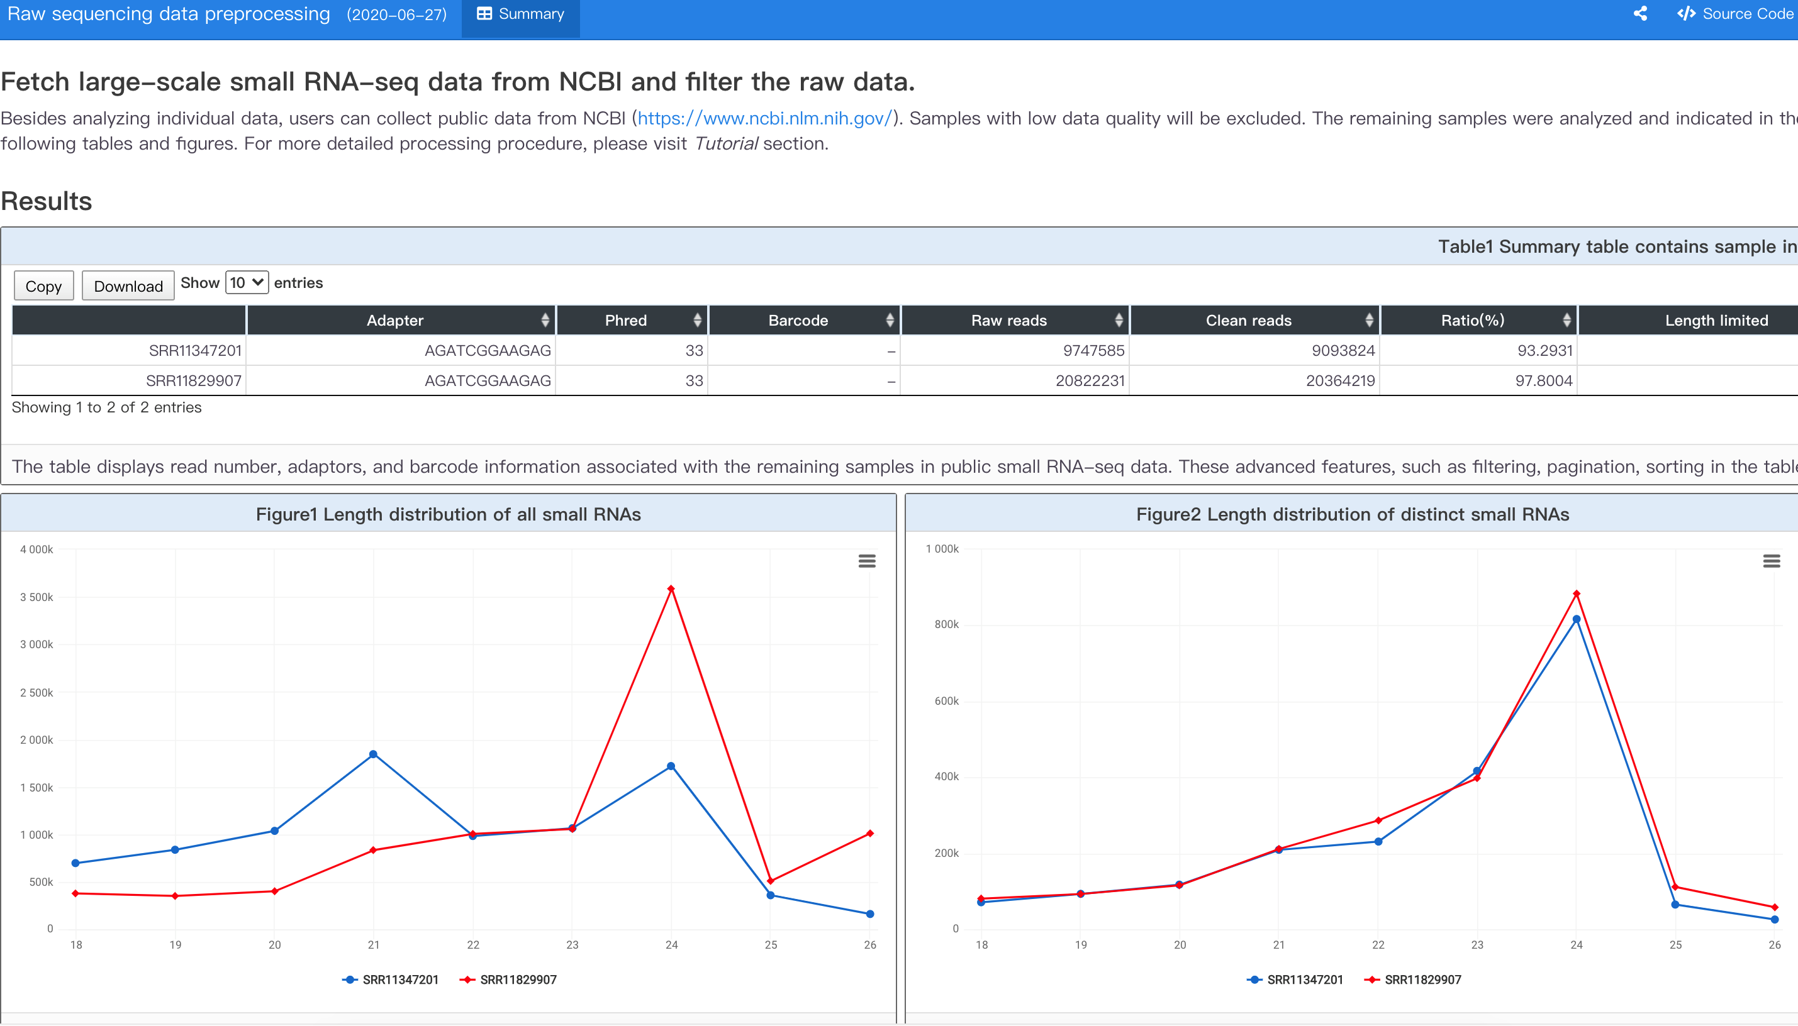 Raw sequencing data preprocessing (2020-06-27) Summary Source Code
Fetch large-scale small RNA-seq data from NCBI and filter the raw data.
Besides analyzing individual data, users can collect public data from NCBI (https://www.ncbi.nlm.nih.gov/). Samples with low data quality will be excluded. The remaining samples were analyzed and indicated in the
following tables and figures. For more detailed processing procedure, please visit Tutorial section.
Results
Table1 Summary table contains sample in
Copy Download Show 10 entries
Adapter Phred Barcode Raw reads Clean reads Ratio(%) Length limited
SRR11347201 AGATCGGAAGAG 33 – 9747585 9093824 93.2931
SRR11829907 AGATCGGAAGAG 33 – 20822231 20364219 97.8004
Showing 1 to 2 of 2 entries
The table displays read number, adaptors, and barcode information associated with the remaining samples in public small RNA-seq data. These advanced features, such as filtering, pagination, sorting in the table
Figure1 Length distribution of all small RNAs
4 000k
3 500k
3 000k
2 500k
2 000k
1 500k
1 000k
500k
0
18 19 20 21 22 23 24 25 26
SRR11347201 SRR11829907
Figure2 Length distribution of distinct small RNAs
1 000k
800k
600k
400k
200k
0
18 19 20 21 22 23 24 25 26
SRR11347201 SRR11829907